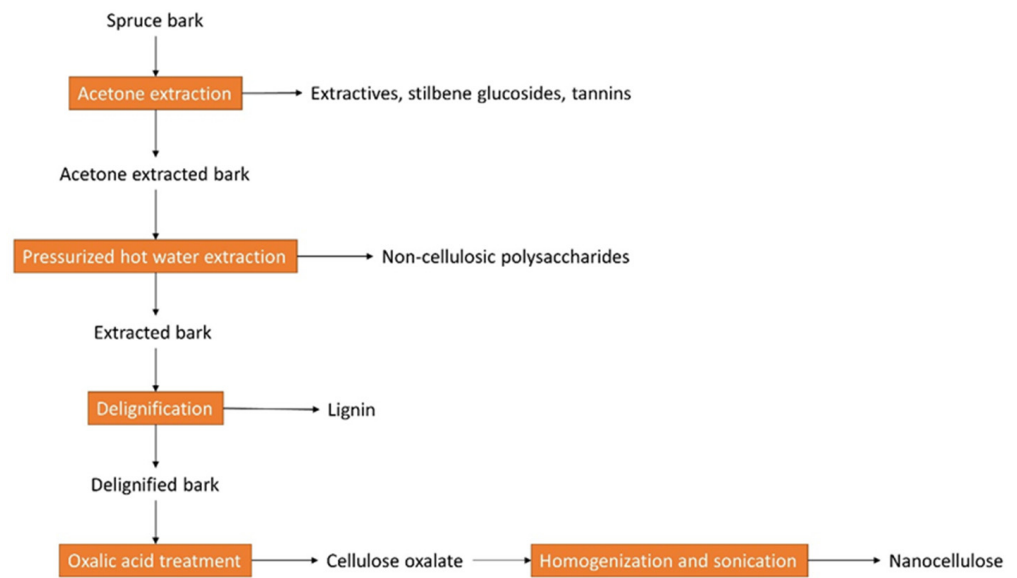 Spruce bark
Acetone extraction
Extractives, stilbene glucosides, tannins
Acetone extracted bark
Pressurized hot water extraction
Non-cellulosic polysaccharides
Extracted bark
Delignification
Lignin
Delignified bark
Oxalic acid treatment
Cellulose oxalate
Homogenization and sonication
Nanocellulose